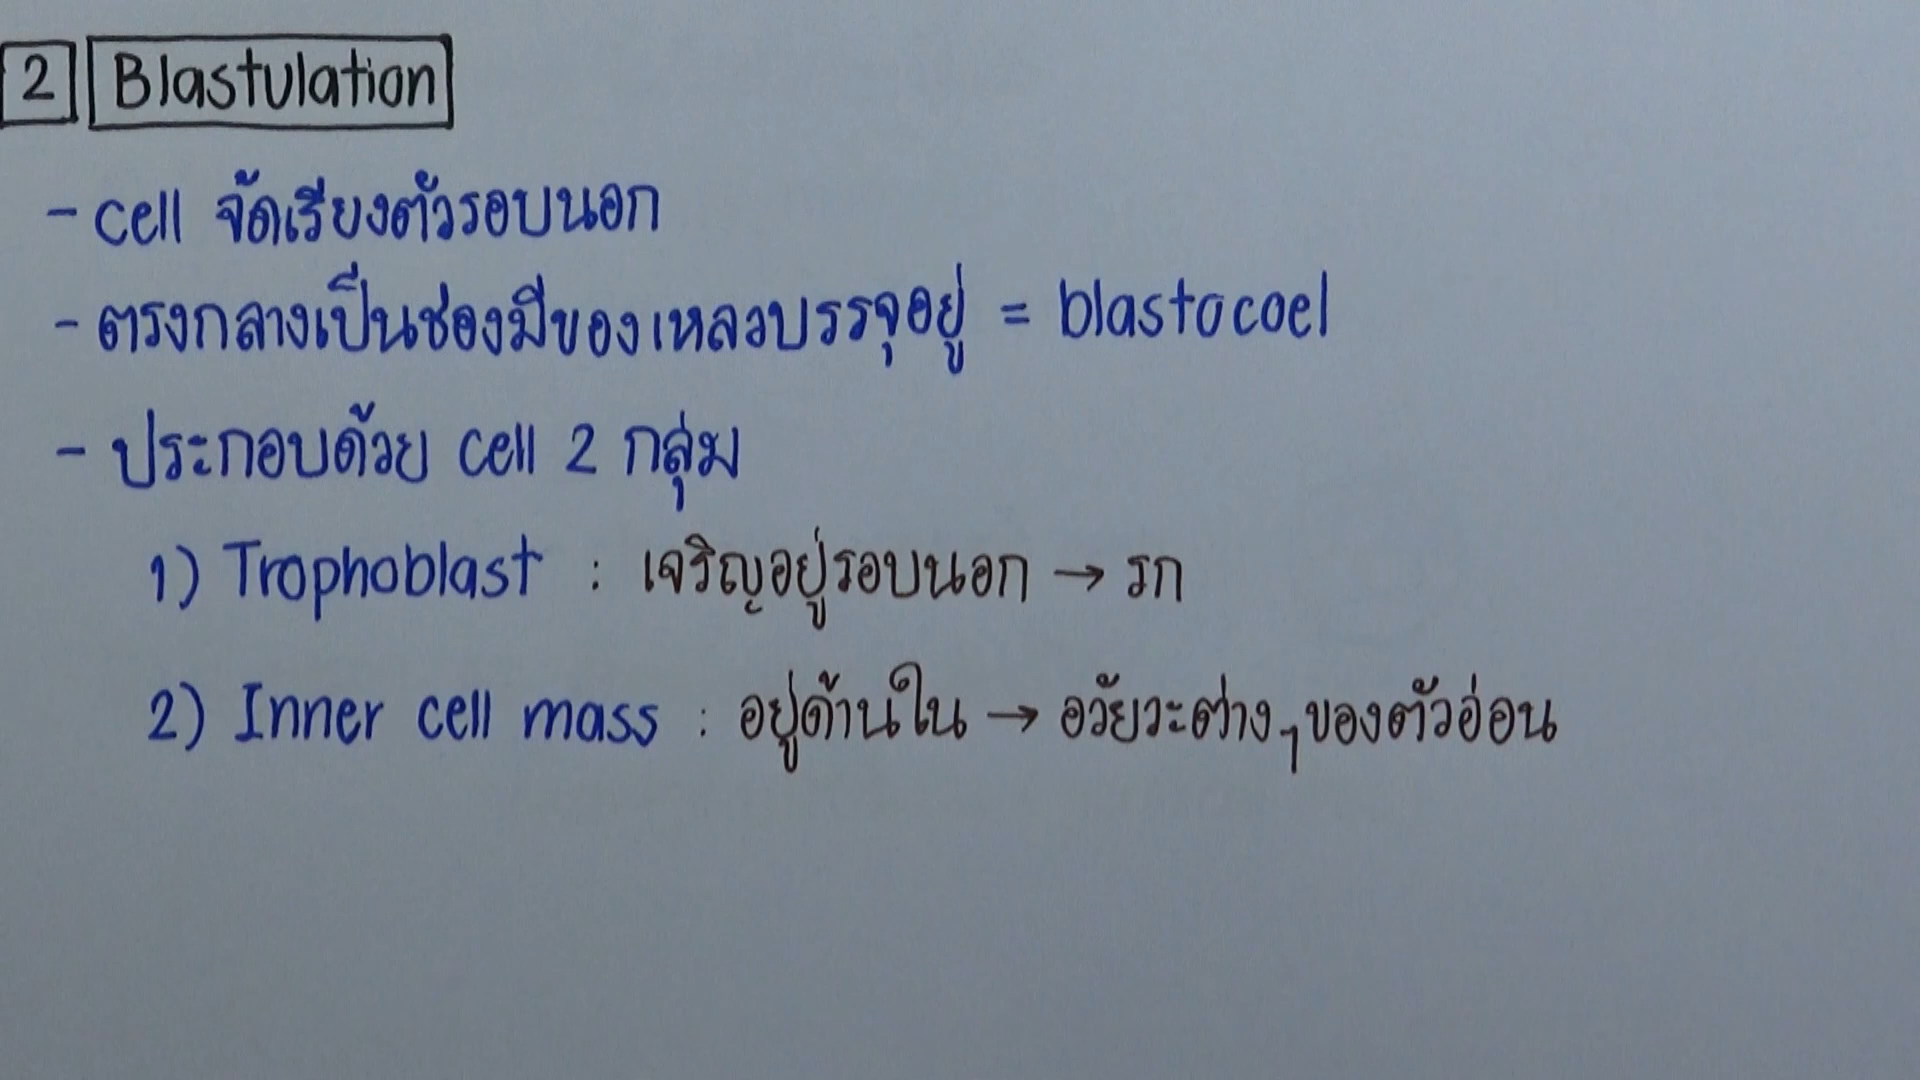 2 Blastulation
- cell จัดเรียงตัวรอบนอก
- ตรงกลางเป็นช่องมีของเหลวบรรจุอยู่ = blastocoel
- ประกอบด้วย cell 2 กลุ่ม
1) Trophoblast : เจริญอยู่รอบนอก → รก
2) Inner cell mass : อยู่ด้านใน → อวัยวะต่างๆของตัวอ่อน